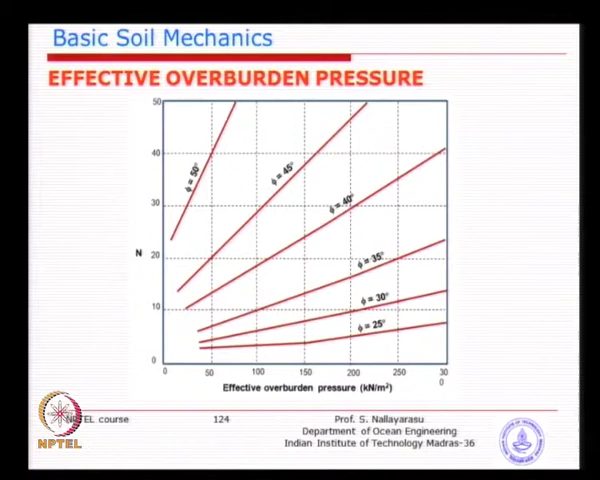 Basic Soil Mechanics
EFFECTIVE OVERBURDEN PRESSURE
50
40
30
N
20
10
0
ϕ = 50°
ϕ = 45°
ϕ = 40°
ϕ = 35°
ϕ = 30°
ϕ = 25°
0 50 100 150 200 250 30
0
Effective overburden pressure (kN/m²)
NPTEL course 124 Prof. S. Nallayarasu
Department of Ocean Engineering
Indian Institute of Technology Madras-36
NPTEL